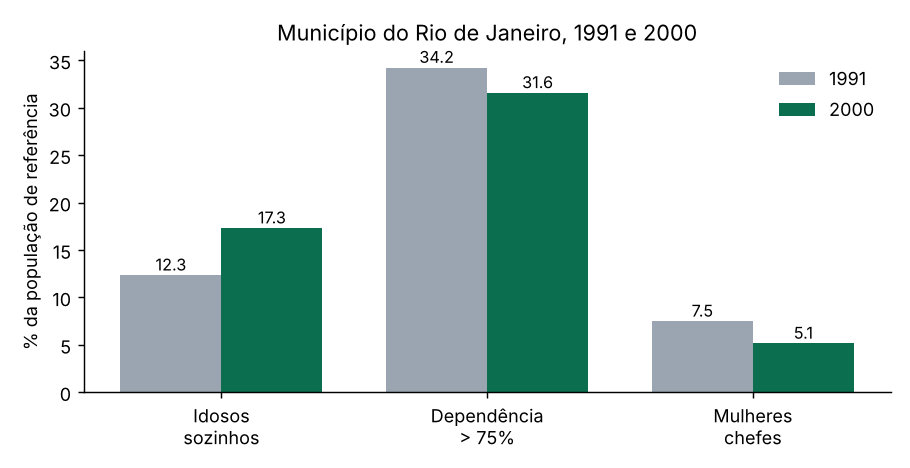 Município do Rio de Janeiro, 1991 e 2000
% da população de referência
35
30
25
20
15
10
5
0
12.3
17.3
34.2
31.6
7.5
5.1
1991
2000
Idosos
sozinhos
Dependência
> 75%
Mulheres
chefes